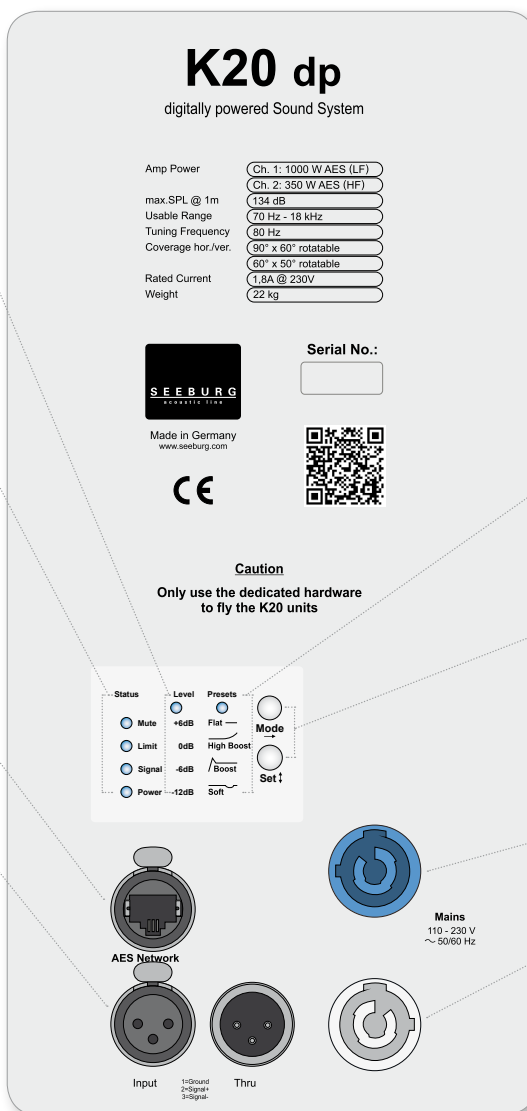 K20 dp
digitally powered Sound System
Amp Power
Ch. 1: 1000 W AES (LF)
Ch. 2: 350 W AES (HF)
max.SPL @ 1m
134 dB
Usable Range
70 Hz - 18 kHz
Tuning Frequency
80 Hz
Coverage hor./ver.
90° x 60° rotatable
60° x 50° rotatable
Rated Current
1,8A @ 230V
Weight
22 kg
SEEBURG
acoustic line
Made in Germany
www.seeburg.com
CE
Serial No.:
Caution
Only use the dedicated hardware
to fly the K20 units
Status Level Presets
Mute +6dB Flat
Limit 0dB High Boost
Signal -6dB Boost
Power -12dB Soft
Mode
→
Set ↕
AES Network
Mains
110 - 230 V
~ 50/60 Hz
Input
1=Ground
2=Signal+
3=Signal-
Thru